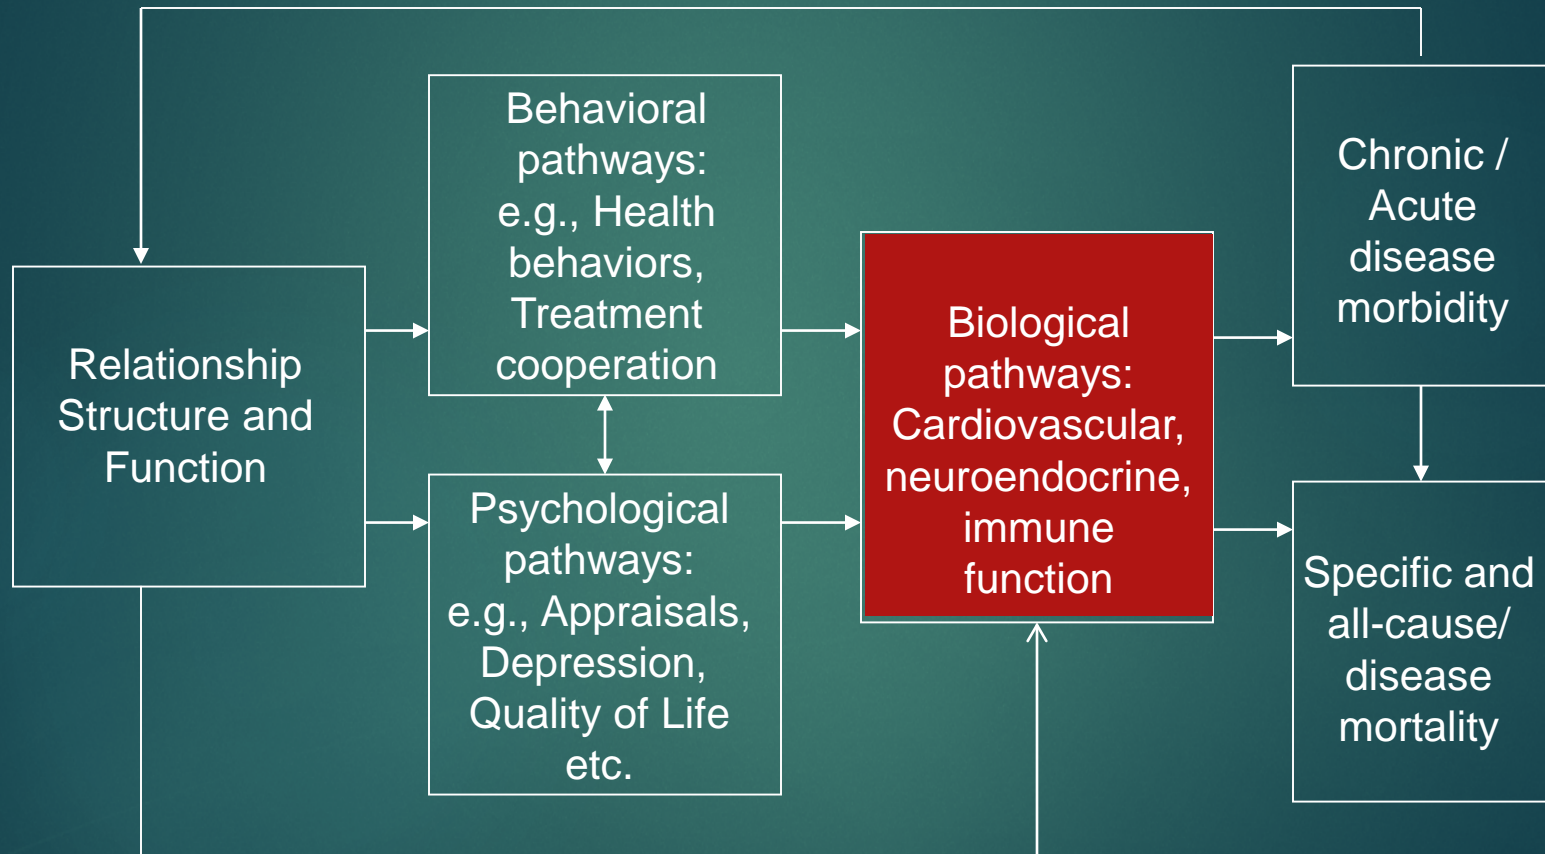 Relationship
Structure and
Function
Behavioral
pathways:
e.g., Health
behaviors,
Treatment
cooperation
Psychological
pathways:
e.g., Appraisals,
Depression,
Quality of Life
etc.
Biological
pathways:
Cardiovascular,
neuroendocrine,
immune
function
Chronic /
Acute
disease
morbidity
Specific and
all-cause/
disease
mortality